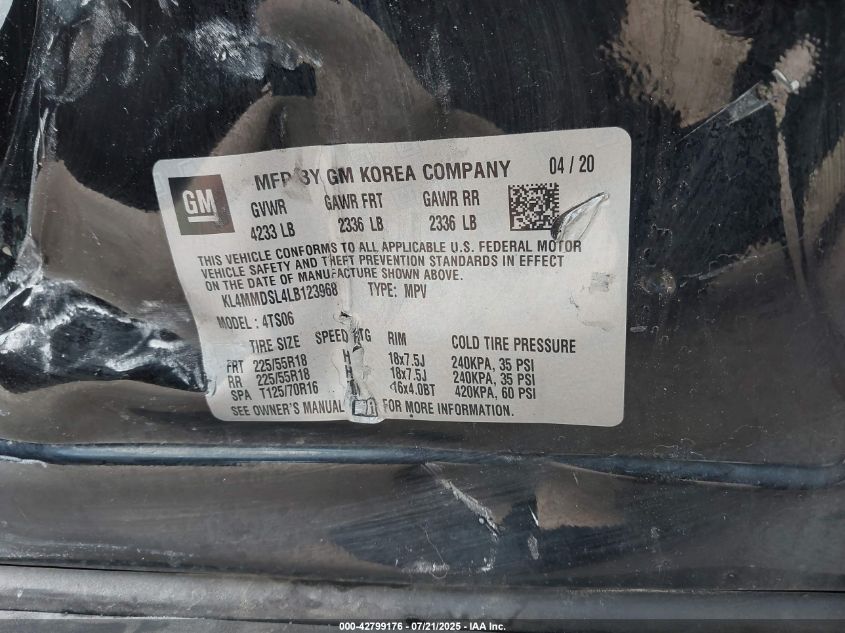 GM
MFD BY GM KOREA COMPANY 04 / 20
GVWR GAWR FRT GAWR RR
4233 LB 2336 LB 2336 LB
THIS VEHICLE CONFORMS TO ALL APPLICABLE U.S. FEDERAL MOTOR
VEHICLE SAFETY AND THEFT PREVENTION STANDARDS IN EFFECT
ON THE DATE OF MANUFACTURE SHOWN ABOVE.
KL4MMDSL4LB123968 TYPE: MPV
MODEL: 4TS06
TIRE SIZE SPEED RTG RIM COLD TIRE PRESSURE
FRT 225/55R18 H 18x7.5J 240KPA, 35 PSI
RR 225/55R18 H 18x7.5J 240KPA, 35 PSI
SPA T125/70R16 16x4.0BT 420KPA, 60 PSI
SEE OWNER'S MANUAL FOR MORE INFORMATION.
000-42799176 | 07/21/2025 | IAA Inc.